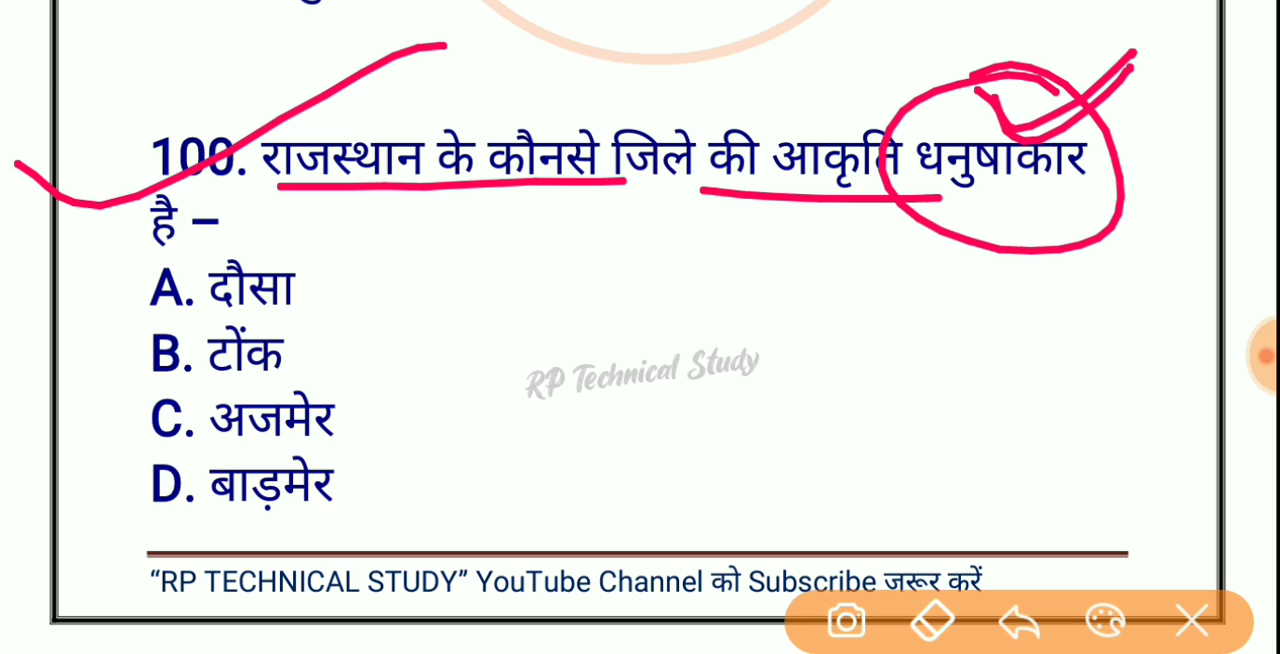 100. राजस्थान के कौनसे जिले की आकृति धनुषाकार
है –
A. दौसा
B. टोंक
C. अजमेर
D. बाड़मेर
RP Technical Study
“RP TECHNICAL STUDY” YouTube Channel को Subscribe जरूर करें